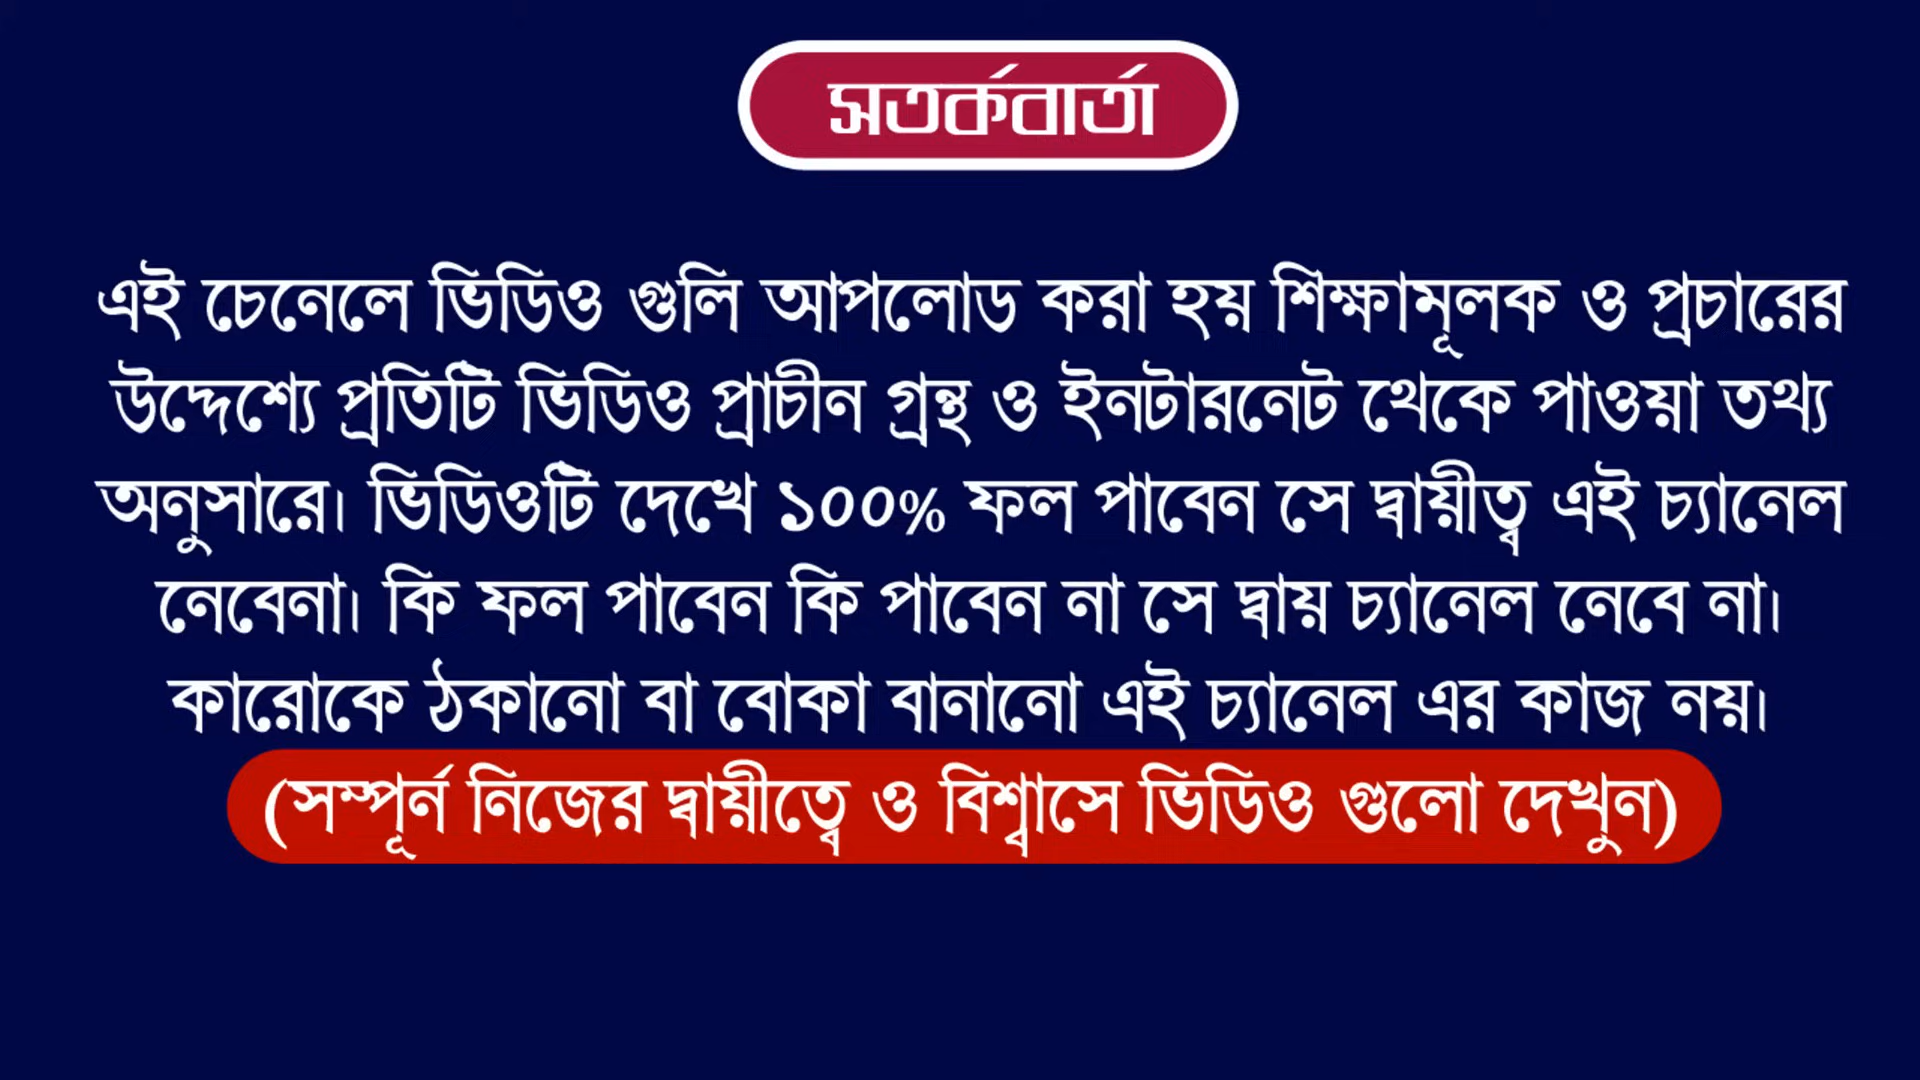 সতর্কবার্তা
এই চেনেলে ভিডিও গুলি আপলোড করা হয় শিক্ষামূলক ও প্রচারের
উদ্দেশ্যে প্রতিটি ভিডিও প্রাচীন গ্রন্থ ও ইনটারনেট থেকে পাওয়া তথ্য
অনুসারে। ভিডিওটি দেখে ১০০% ফল পাবেন সে দ্বায়ীত্ব এই চ্যানেল
নেবেনা। কি ফল পাবেন কি পাবেন না সে দ্বায় চ্যানেল নেবে না।
কারোকে ঠকানো বা বোকা বানানো এই চ্যানেল এর কাজ নয়।
(সম্পূর্ন নিজের দ্বায়ীত্বে ও বিশ্বাসে ভিডিও গুলো দেখুন)